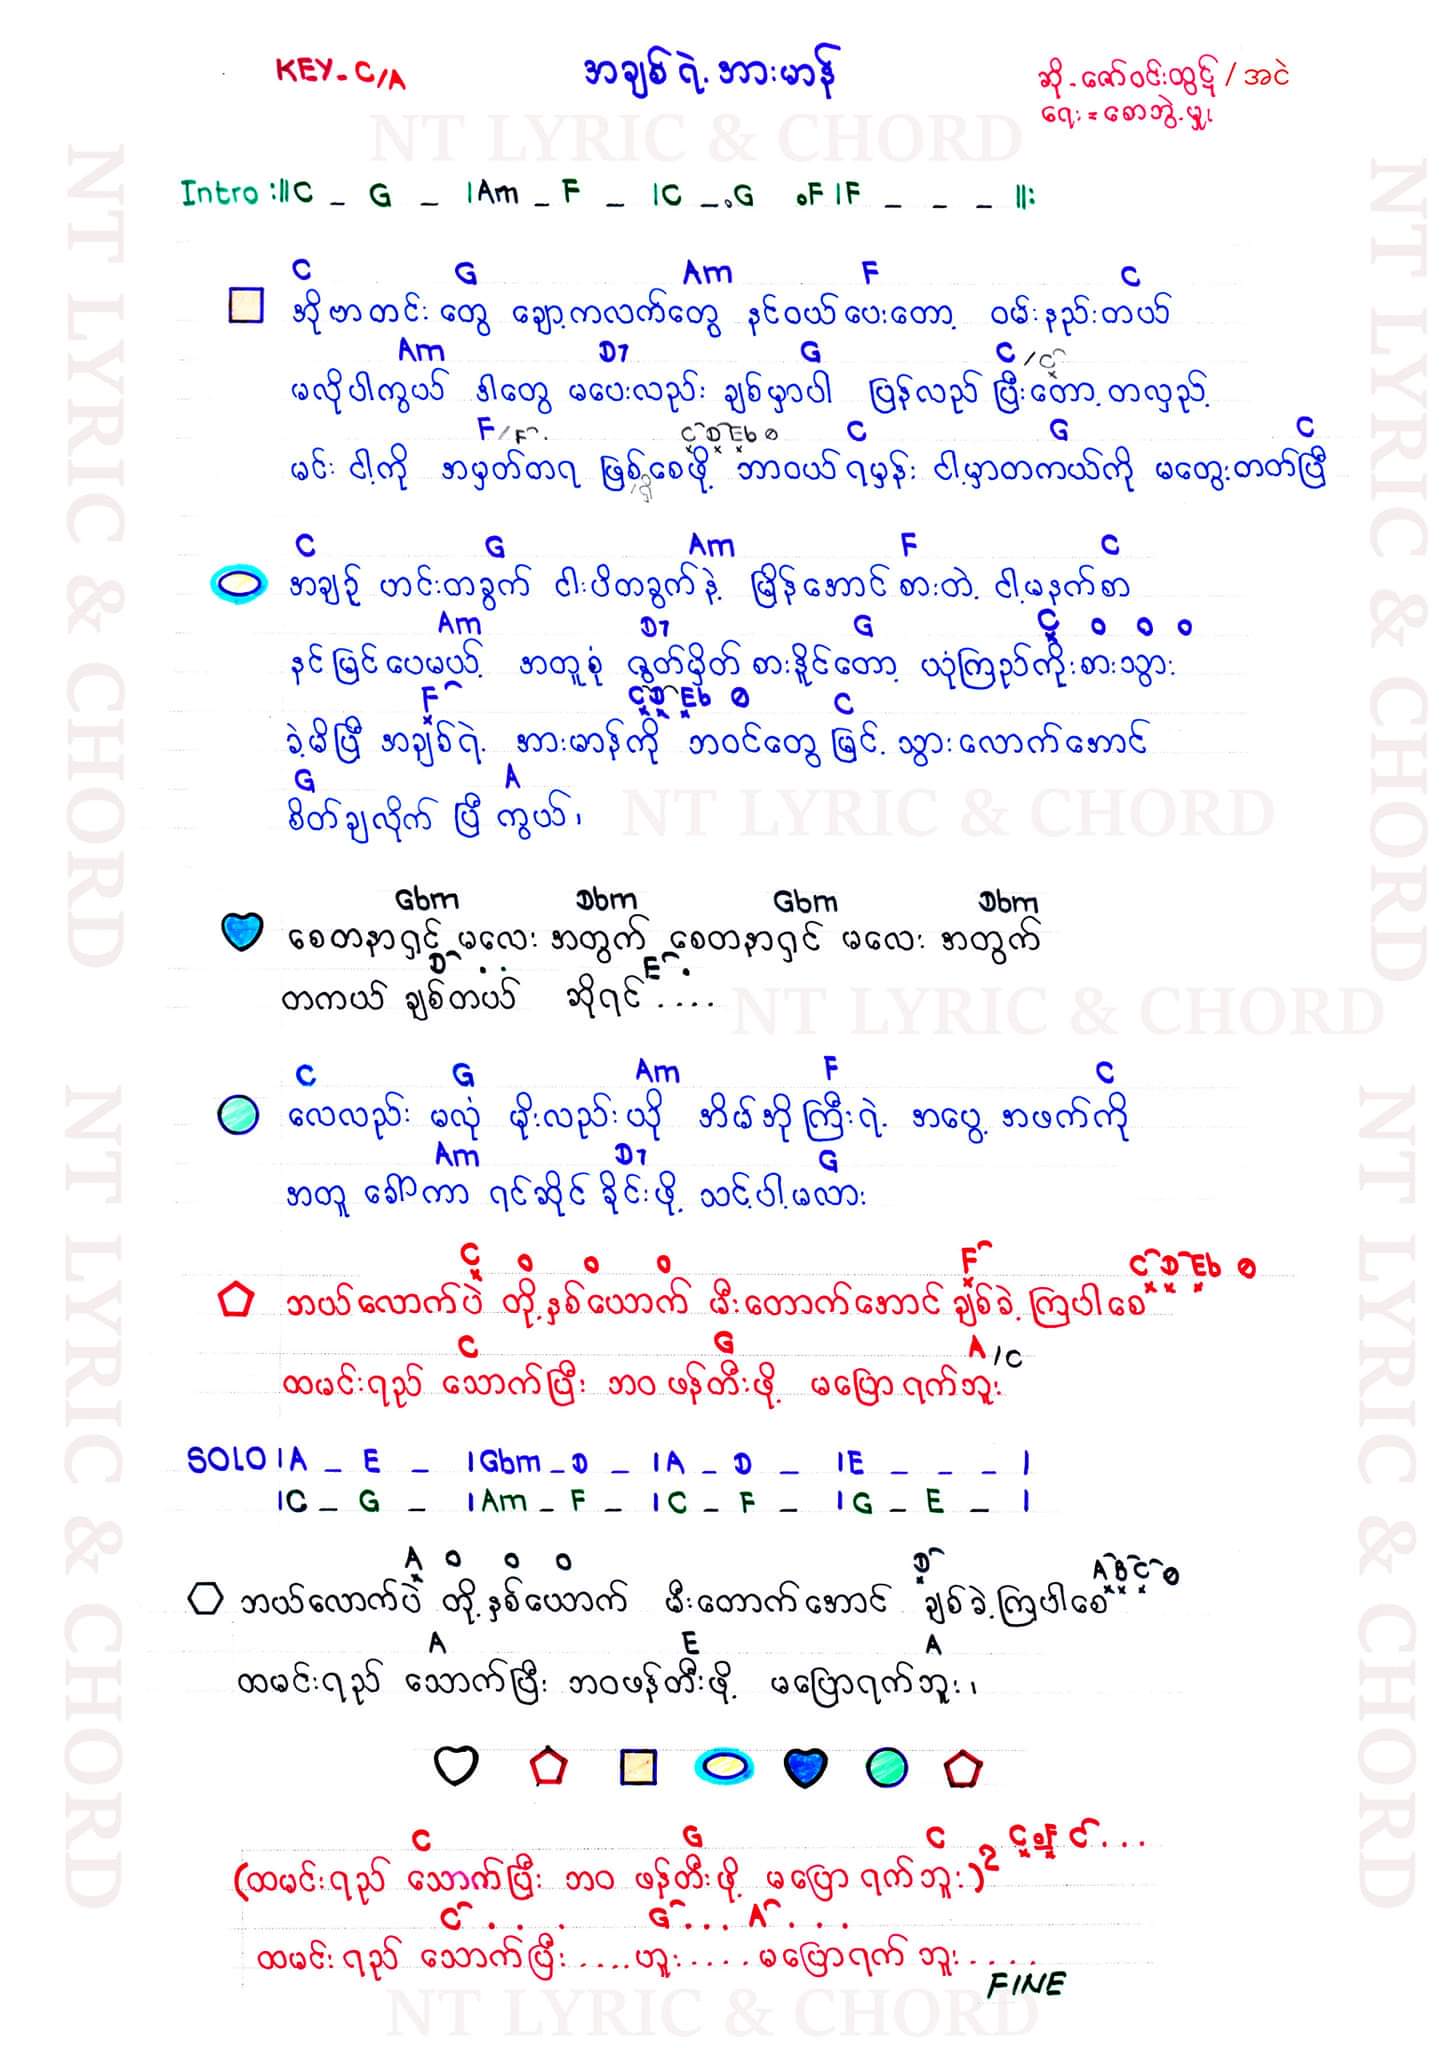 KEY - C/A
အချစ်ရဲ့ အားမာန်
ဆို - ဇော်ဝင်းထွဋ် / အငဲ
ရေး = စောဘွဲ့မှူး
NT LYRIC & CHORD
Intro :||C _ G _ |Am _ F _ |C _ .G .F |F _ _ _ ||:
C G Am F C
အိုဗာတင်းတွေ ချော့ကလက်တွေ နင်ဝယ်ပေးတော့ ဝမ်းနည်းတယ်
Am D7 G C / C
မလိုပါကွယ် ဒါတွေ မပေးလည်း ချစ်မှာပါ ပြန်လည် ပြီးတော့ တလှည့်
F / F C D Eb C G C
မင်း ငါ့ကို အမှတ်တရ ဖြစ်စေဖို့ ဘာဝယ်ရမှန်း ငါ့မှာတကယ်ကို မတွေးတတ်ပြီ
C G Am F C
အချဉ်ဟင်းတခွက် ငါးပိတခွက်နဲ့ မြိန်အောင်စားတဲ့ ငါ့မနက်စာ
Am D7 G C o o o
နင်မြင်ပေမယ့် အတူစုံ ဇွတ်မှိတ်စားနိူင်တော့ ယုံကြည်ကိုးစားသွား
F C D Eb C
ခဲ့မိပြီ အချစ်ရဲ့ အားမာန်ကို ဘဝင်တွေ မြင့်သွားလောက်အောင်
G A
စိတ်ချလိုက်ပြီ ကွယ်၊
NT LYRIC & CHORD
Gbm Dbm Gbm Dbm
စေတနာရှင် မလေးအတွက် စေတနာရှင် မလေးအတွက်
D . . E .
တကယ် ချစ်တယ် ဆိုရင် ....
NT LYRIC & CHORD
C G Am F C
လေလည်း မလုံ မိုးလည်းယို အိမ်အိုကြီးရဲ့ အပွေ့အဖက်ကို
Am D7 G
အတူ ခေါ်ကာ ရင်ဆိုင်ခိုင်းဖို့ သင့်ပါ့မလား
C o o o F C D Eb
ဘယ်လောက်ပဲ တို့နှစ်ယောက် မီးတောက်အောင် ချစ်ခဲ့ကြပါစေ
C G A/C
ထမင်းရည် သောက်ပြီး ဘဝ ဖန်တီးဖို့ မပြောရက်ဘူး
SOLO |A _ E _ |Gbm _ D _ |A _ D _ |E _ _ _ |
|C _ G _ |Am _ F _ |C _ F _ |G _ E _ |
A o o o D A B C
ဘယ်လောက်ပဲ တို့နှစ်ယောက် မီးတောက်အောင် ချစ်ခဲ့ကြပါစေ
A E A
ထမင်းရည် သောက်ပြီး ဘဝဖန်တီးဖို့ မပြောရက်ဘူး၊
C G C C F C ...
(ထမင်းရည် သောက်ပြီး ဘဝ ဖန်တီးဖို့ မပြောရက်ဘူး)2
C . . . G ... A . . .
ထမင်းရည် သောက်ပြီး ....ဟူး.... မပြောရက်ဘူး.....
FINE
NT LYRIC & CHORD
NT LYRIC & CHORD
NT LYRIC & CHORD
NT LYRIC & CHORD
NT LYRIC & CHORD